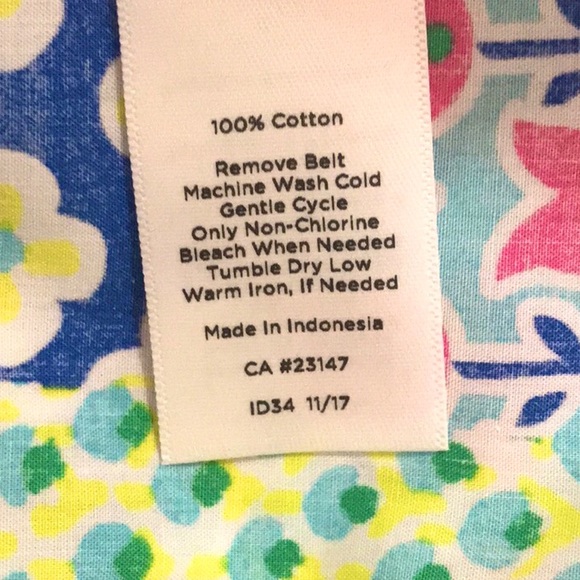 100% Cotton
Remove Belt
Machine Wash Cold
Gentle Cycle
Only Non-Chlorine
Bleach When Needed
Tumble Dry Low
Warm Iron, If Needed
Made In Indonesia
CA #23147
ID34 11/17